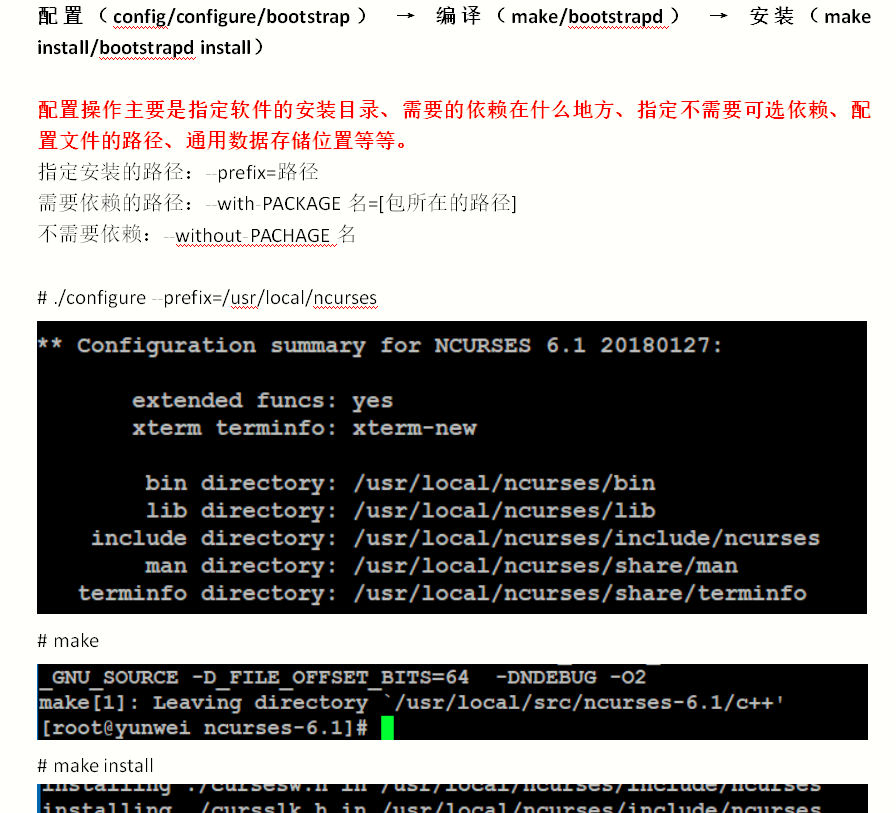 配置（config/configure/bootstrap） → 编译（make/bootstrapd） → 安装（make
install/bootstrapd install）
配置操作主要是指定软件的安装目录、需要的依赖在什么地方、指定不需要可选依赖、配
置文件的路径、通用数据存储位置等等。
指定安装的路径：--prefix=路径
需要依赖的路径：--with-PACKAGE 名=[包所在的路径]
不需要依赖：--without-PACHAGE 名
# ./configure --prefix=/usr/local/ncurses
** Configuration summary for NCURSES 6.1 20180127:
extended funcs: yes
xterm terminfo: xterm-new
bin directory: /usr/local/ncurses/bin
lib directory: /usr/local/ncurses/lib
include directory: /usr/local/ncurses/include/ncurses
man directory: /usr/local/ncurses/share/man
terminfo directory: /usr/local/ncurses/share/terminfo
# make
_GNU_SOURCE -D_FILE_OFFSET_BITS=64 -DNDEBUG -O2
make[1]: Leaving directory `/usr/local/src/ncurses-6.1/c++'
[root@yunwei ncurses-6.1]#
# make install
installing ./cursesw.h in /usr/local/ncurses/include/ncurses
installing ./cursslk.h in /usr/local/ncurses/include/ncurses